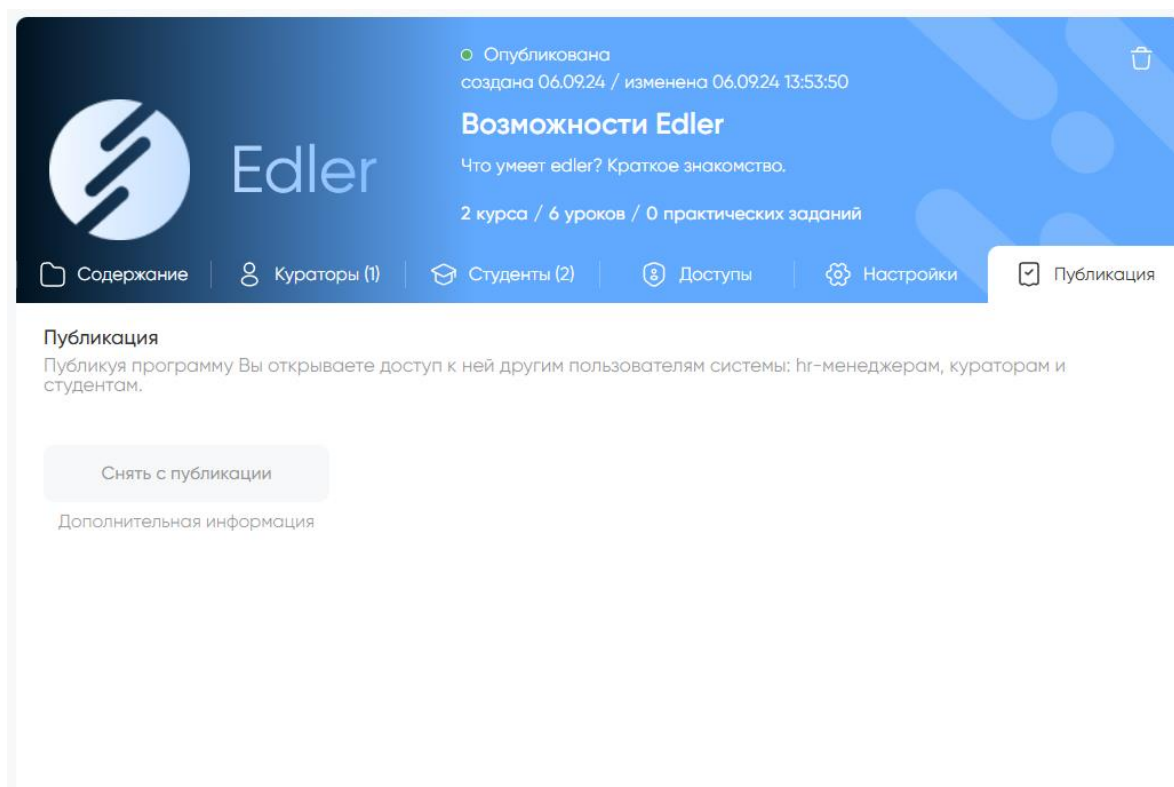 Опубликована
создана 06.09.24 / изменена 06.09.24 13:53:50
Возможности Edler
Edler
Что умеет edler? Краткое знакомство.
2 курса / 6 уроков / 0 практических заданий
Содержание
Кураторы (1)
Студенты (2)
Доступы
Настройки
Публикация
Публикация
Публикуя программу Вы открываете доступ к ней другим пользователям системы: hr-менеджерам, кураторам и
студентам.
Снять с публикации
Дополнительная информация